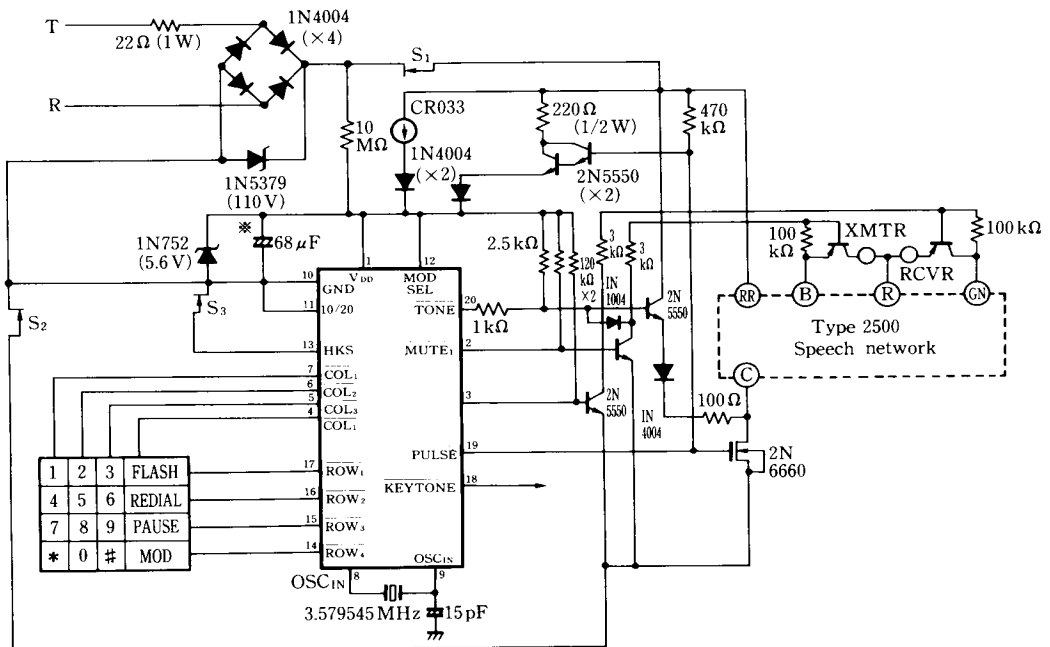 T
22Ω (1W)
1N4004
(×4)
R
1N5379
(110V)
S₁
10
MΩ
CR033
1N4004
(×2)
220Ω
(1/2W)
2N5550
(×2)
470
kΩ
1N752
(5.6V)
※
68μF
2.5kΩ
120
kΩ
×2
3
kΩ
3
kΩ
IN
1004
100
kΩ
XMTR
RCVR
100kΩ
RR
B
R
GN
Type 2500
Speech network
C
S₂
S₃
10
GND
1
VDD
12
MOD
SEL
11
10/20
20
TONE
1kΩ
2N
5550
13
HKS
2
MUTE₁
7
COL₁
6
COL₂
5
COL₃
4
COL₁
3
2N
5550
IN
4004
100Ω
2N
6660
19
PULSE
18
KEYTONE
17
ROW₁
16
ROW₂
15
ROW₃
14
ROW₄
1 2 3 FLASH
4 5 6 REDIAL
7 8 9 PAUSE
* 0 # MOD
OSCIN
8
OSCIN
9
3.579545MHz
15pF